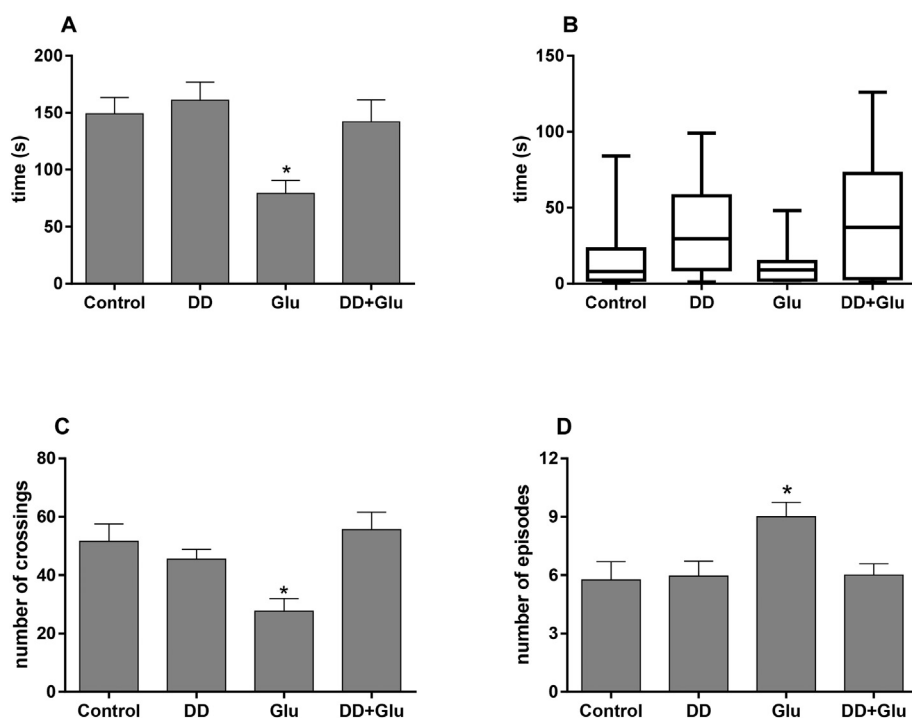 A
time (s)
200
150
100
50
0
*
Control DD Glu DD+Glu
B
time (s)
150
100
50
0
Control DD Glu DD+Glu
C
number of crossings
80
60
40
20
0
*
Control DD Glu DD+Glu
D
number of episodes
12
9
6
3
0
*
Control DD Glu DD+Glu